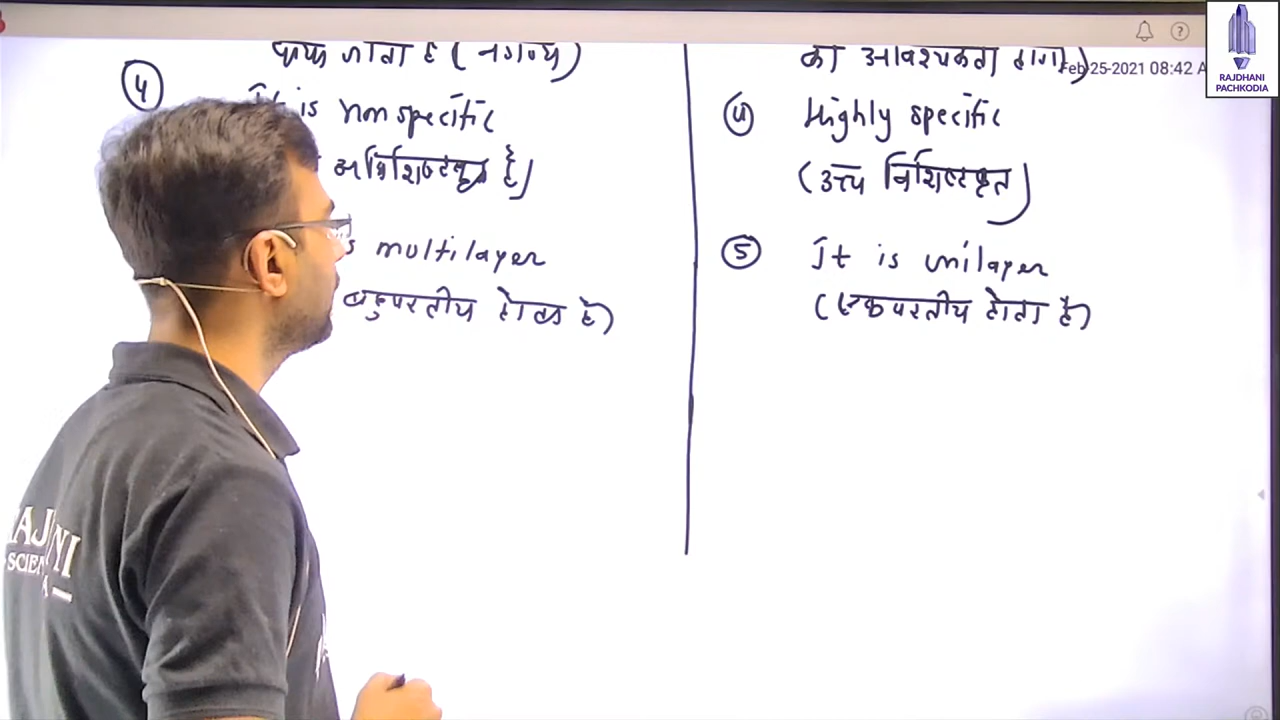 जाता है (नगण्य)
④
It is non specific
अविशिष्टकृत है)
multilayer
बहुपरतीय होता है)
का आवश्यकता होगा)
Feb-25-2021 08:42 A
④ Highly specific
(उच्च विशिष्टकृत)
⑤ It is unilayer
(एकपरतीय होता है)
RAJDHANI
PACHKODIA